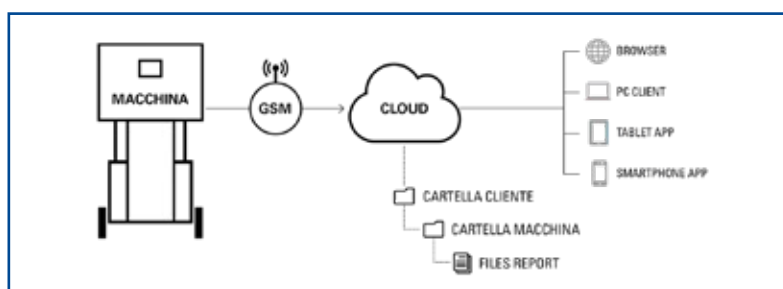 MACCHINA
GSM
CLOUD
BROWSER
PC CLIENT
TABLET APP
SMARTPHONE APP
CARTELLA CLIENTE
CARTELLA MACCHINA
FILES REPORT